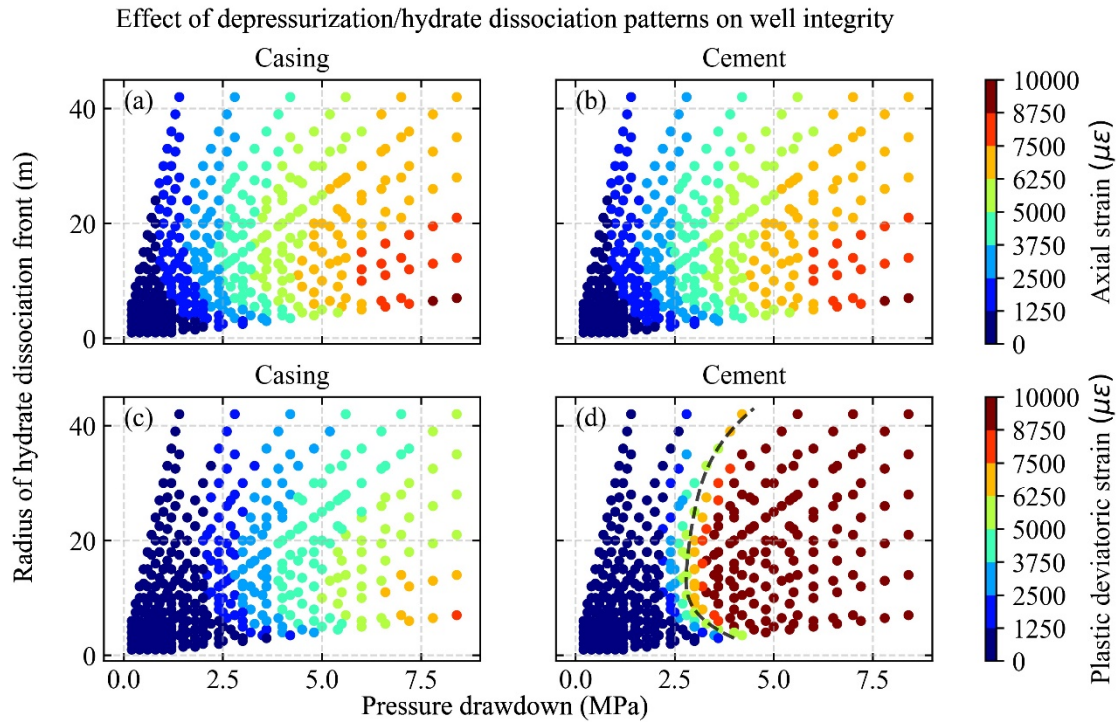 Effect of depressurization/hydrate dissociation patterns on well integrity
Casing
Cement
(a)
(b)
40
20
0
10000
8750
7500
6250
5000
3750
2500
1250
0
Axial strain (με)
Radius of hydrate dissociation front (m)
Casing
Cement
(c)
(d)
40
20
0
0.0 2.5 5.0 7.5
0.0 2.5 5.0 7.5
Pressure drawdown (MPa)
10000
8750
7500
6250
5000
3750
2500
1250
0
Plastic deviatoric strain (με)